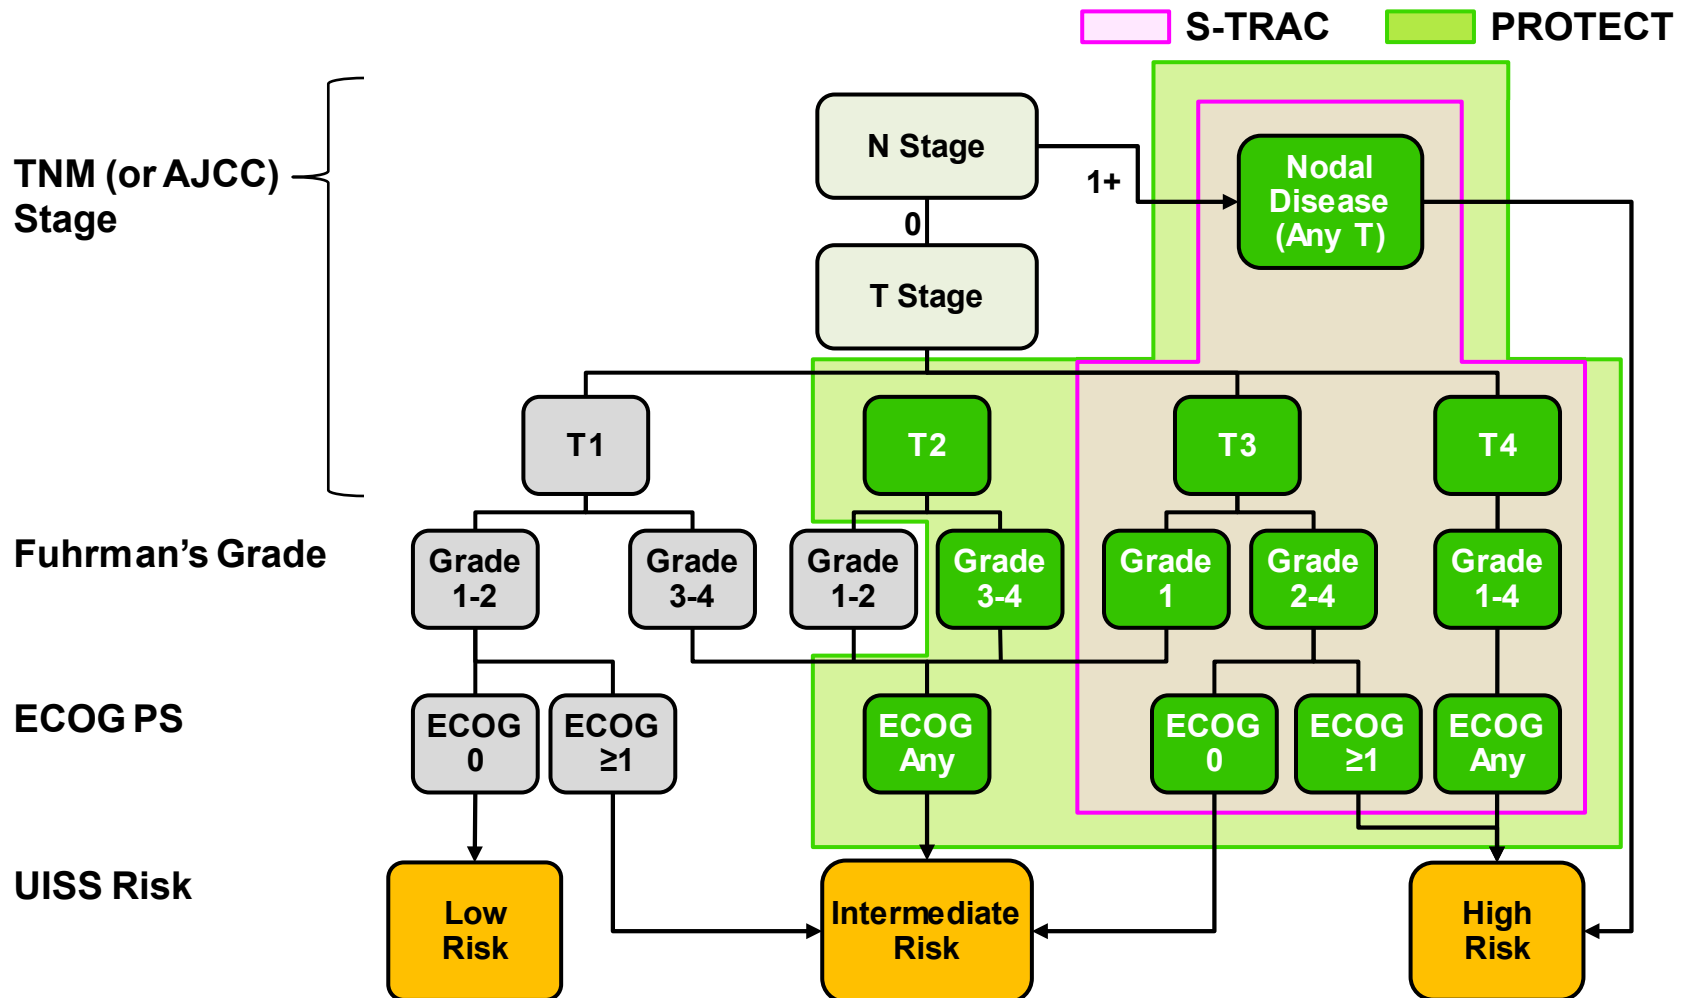 S-TRAC
PROTECT
TNM (or AJCC)
Stage
N Stage
1+
Nodal
Disease
(Any T)
0
T Stage
T1
T2
T3
T4
Fuhrman's Grade
Grade
1-2
Grade
3-4
Grade
1-2
Grade
3-4
Grade
1
Grade
2-4
Grade
1-4
ECOG PS
ECOG
0
ECOG
≥1
ECOG
Any
ECOG
0
ECOG
≥1
ECOG
Any
UISS Risk
Low
Risk
Intermediate
Risk
High
Risk